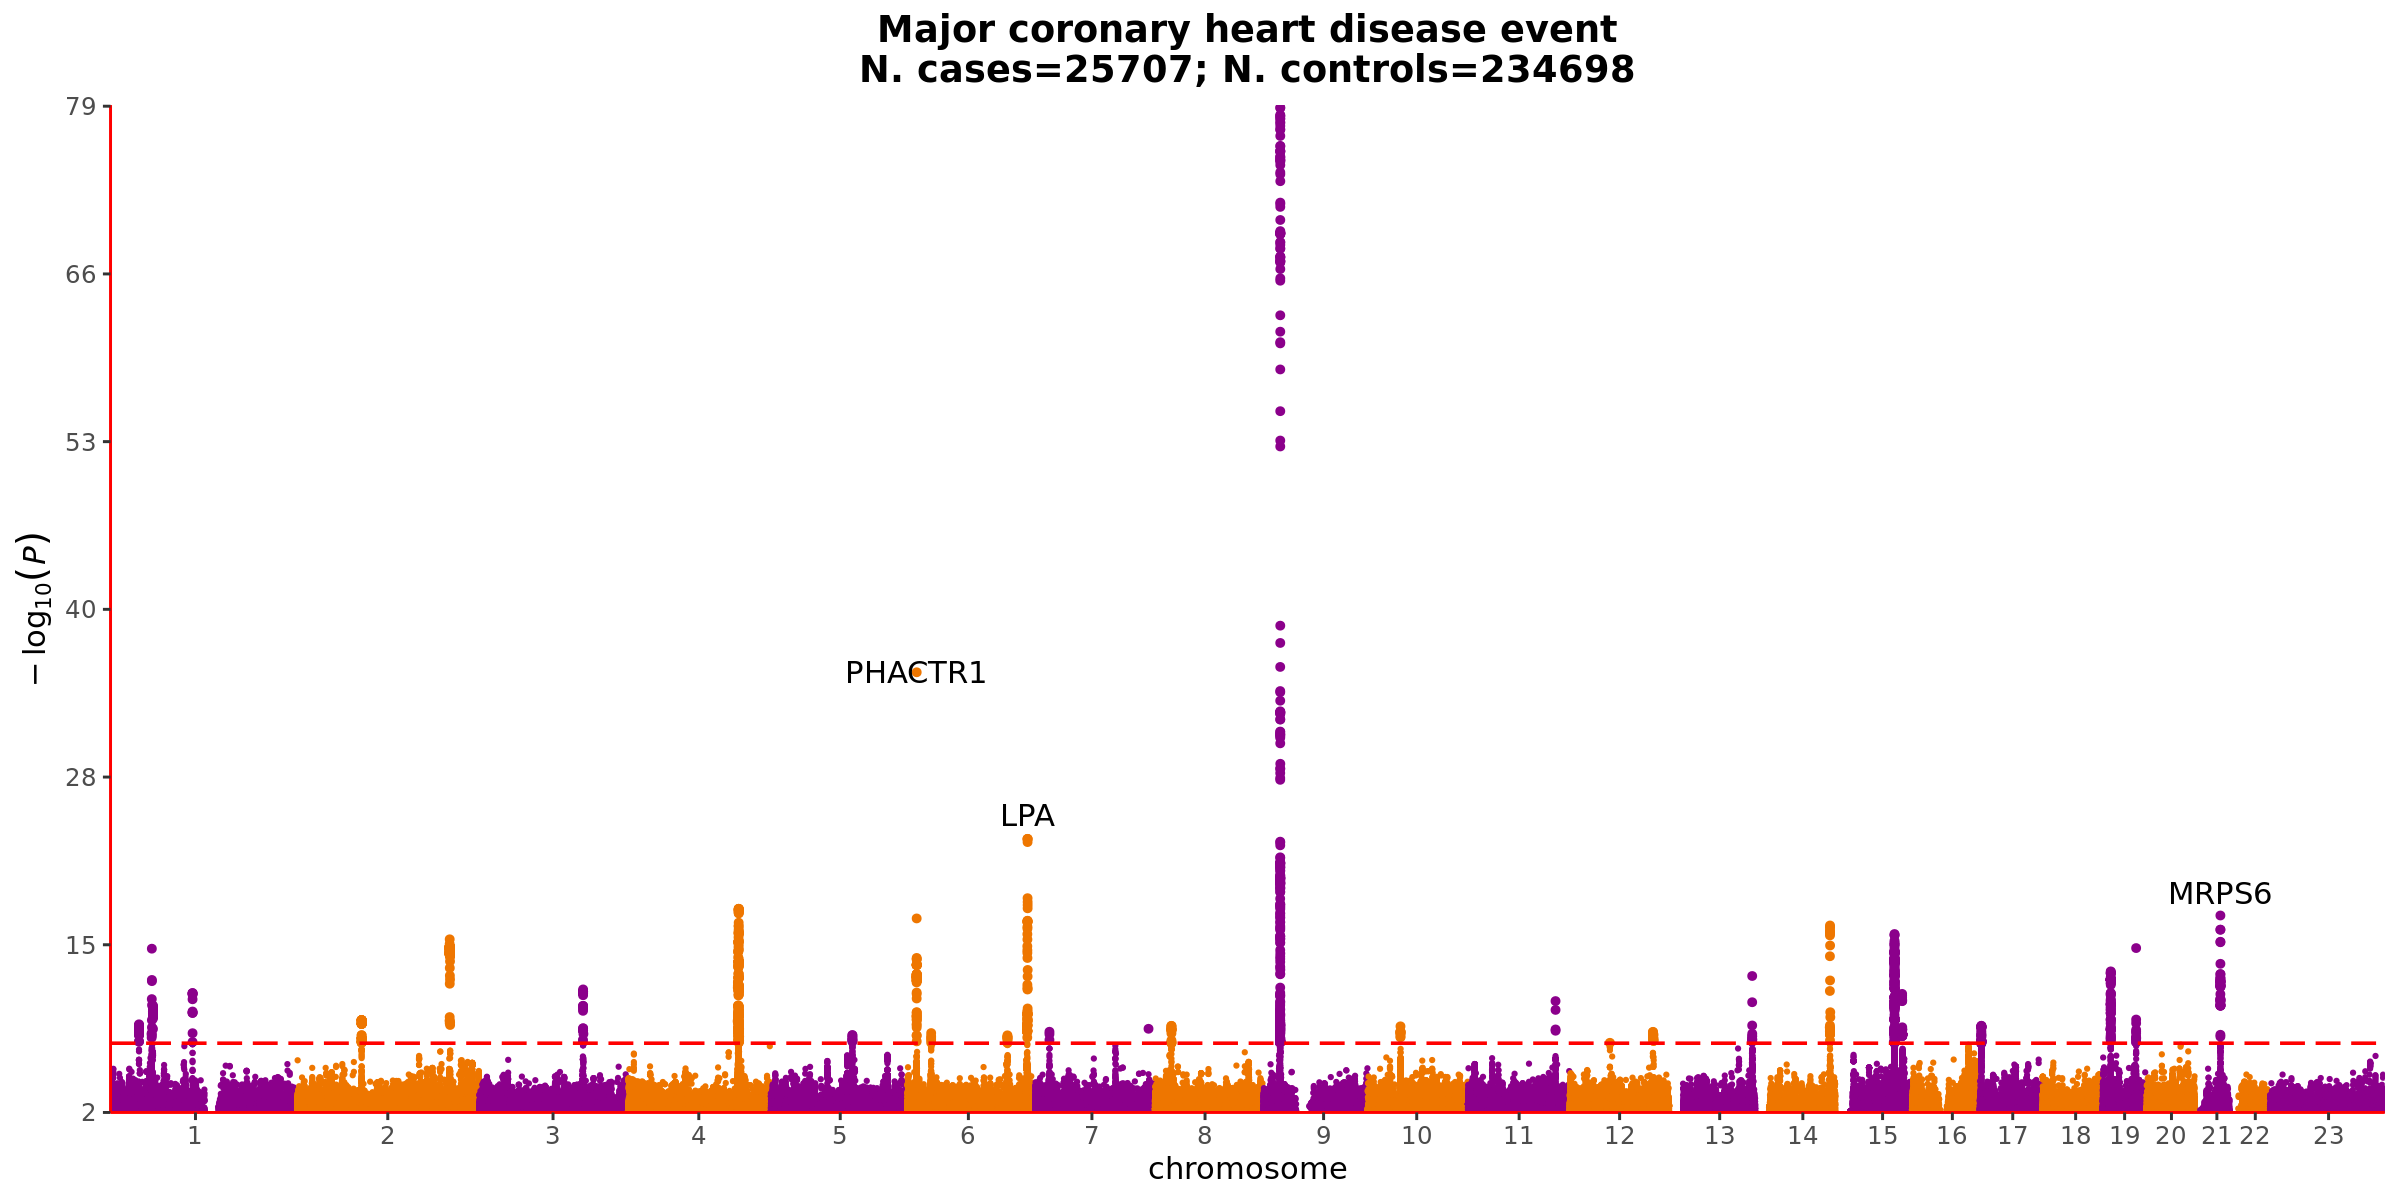 Major coronary heart disease event
N. cases=25707; N. controls=234698
79
66
53
40
28
15
2
−log10(P)
PHACTR1
LPA
MRPS6
1 2 3 4 5 6 7 8 9 10 11 12 13 14 15 16 17 18 19 20 21 22 23
chromosome